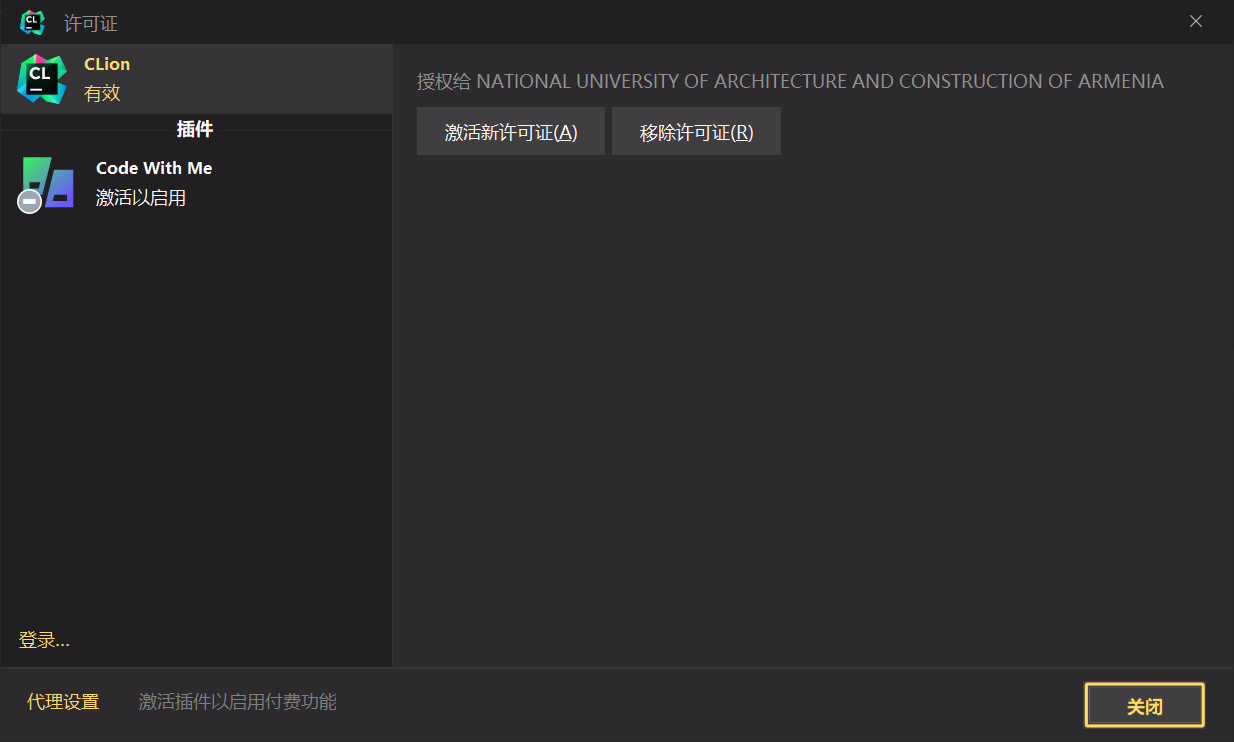 许可证
CLion
有效
插件
Code With Me
激活以启用
授权给 NATIONAL UNIVERSITY OF ARCHITECTURE AND CONSTRUCTION OF ARMENIA
激活新许可证(A)
移除许可证(R)
登录...
代理设置
激活插件以启用付费功能
关闭